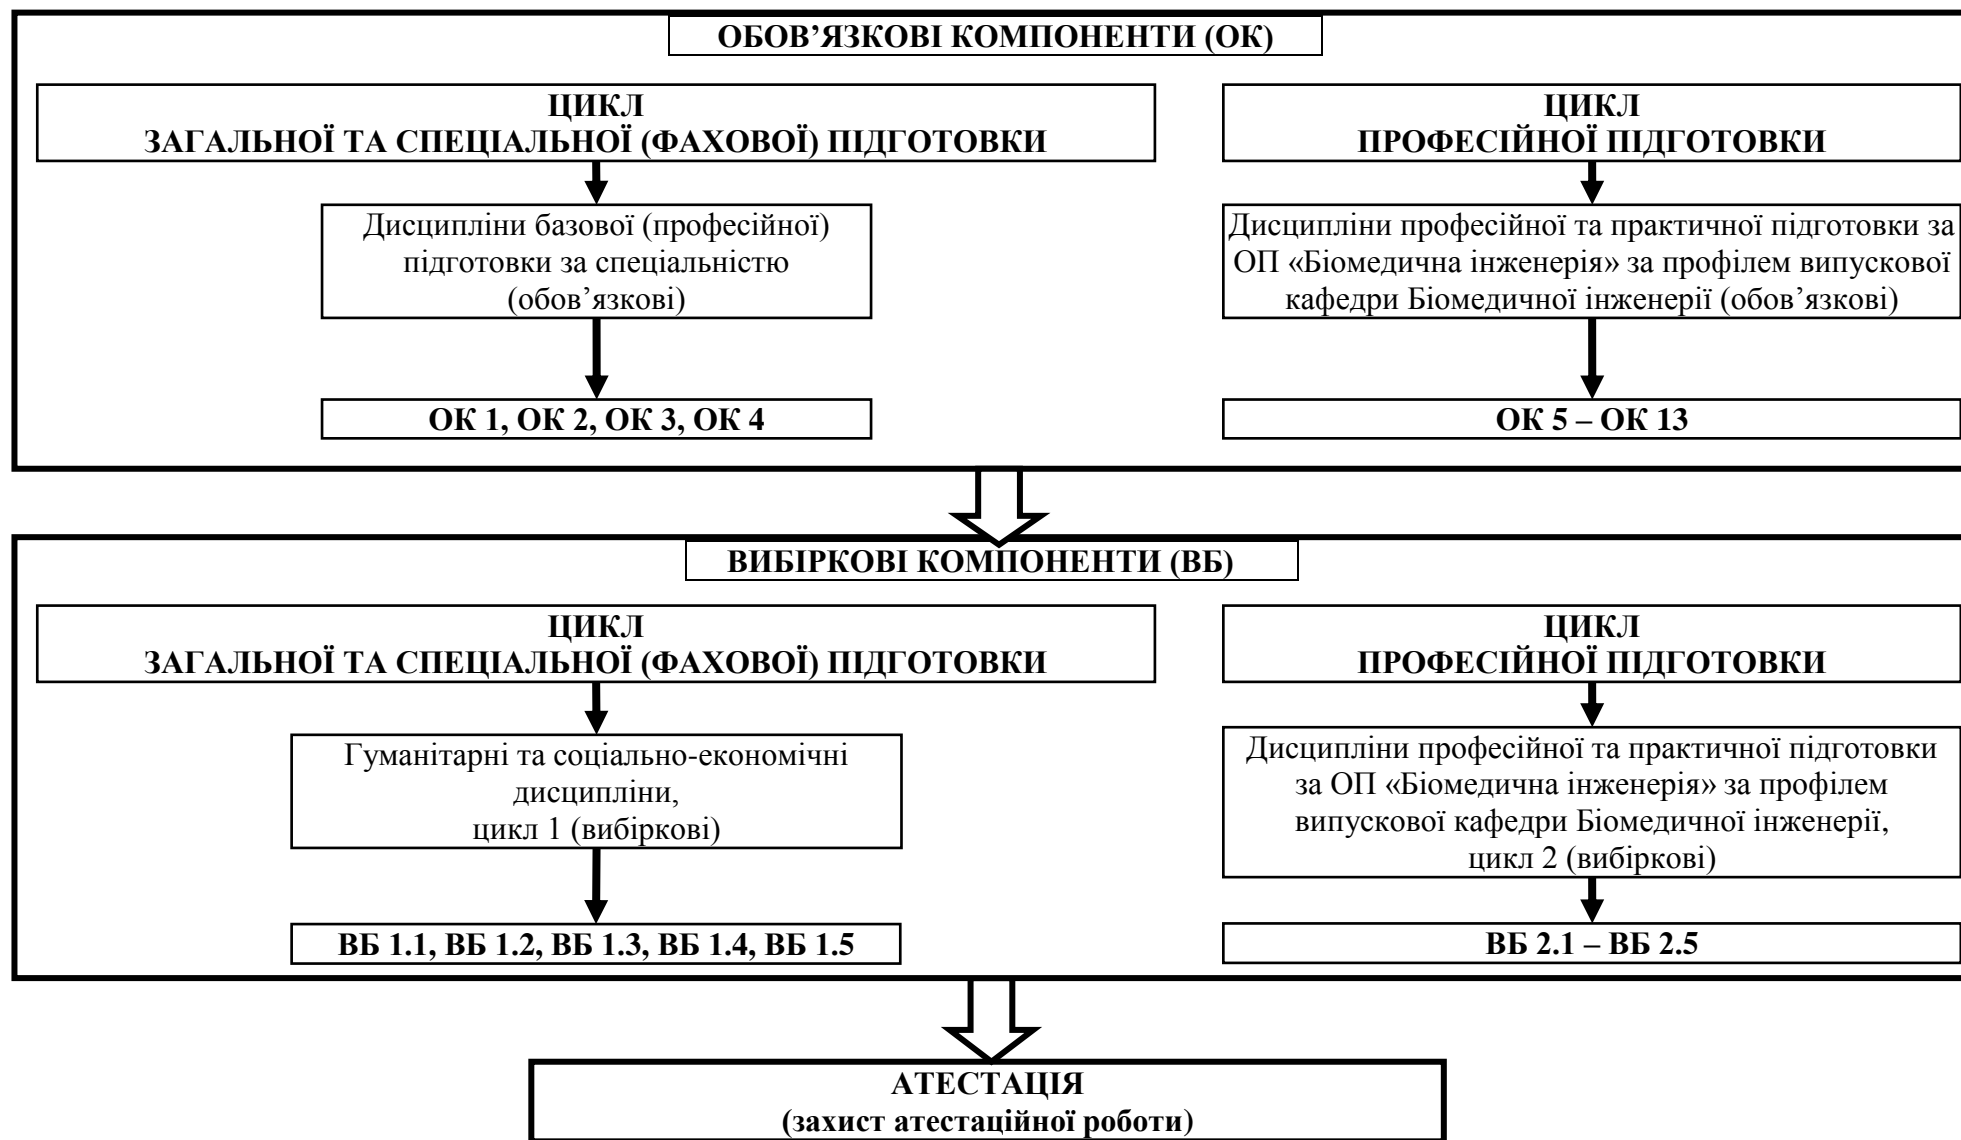 ОБОВ’ЯЗКОВІ КОМПОНЕНТИ (ОК)
ЦИКЛ
ЗАГАЛЬНОЇ ТА СПЕЦІАЛЬНОЇ (ФАХОВОЇ) ПІДГОТОВКИ
ЦИКЛ
ПРОФЕСІЙНОЇ ПІДГОТОВКИ
Дисципліни базової (професійної)
підготовки за спеціальністю
(обов’язкові)
Дисципліни професійної та практичної підготовки за
ОП «Біомедична інженерія» за профілем випускової
кафедри Біомедичної інженерії (обов’язкові)
ОК 1, ОК 2, ОК 3, ОК 4
ОК 5 – ОК 13
ВИБІРКОВІ КОМПОНЕНТИ (ВБ)
ЦИКЛ
ЗАГАЛЬНОЇ ТА СПЕЦІАЛЬНОЇ (ФАХОВОЇ) ПІДГОТОВКИ
ЦИКЛ
ПРОФЕСІЙНОЇ ПІДГОТОВКИ
Гуманітарні та соціально-економічні
дисципліни,
цикл 1 (вибіркові)
Дисципліни професійної та практичної підготовки
за ОП «Біомедична інженерія» за профілем
випускової кафедри Біомедичної інженерії,
цикл 2 (вибіркові)
ВБ 1.1, ВБ 1.2, ВБ 1.3, ВБ 1.4, ВБ 1.5
ВБ 2.1 – ВБ 2.5
АТЕСТАЦІЯ
(захист атестаційної роботи)